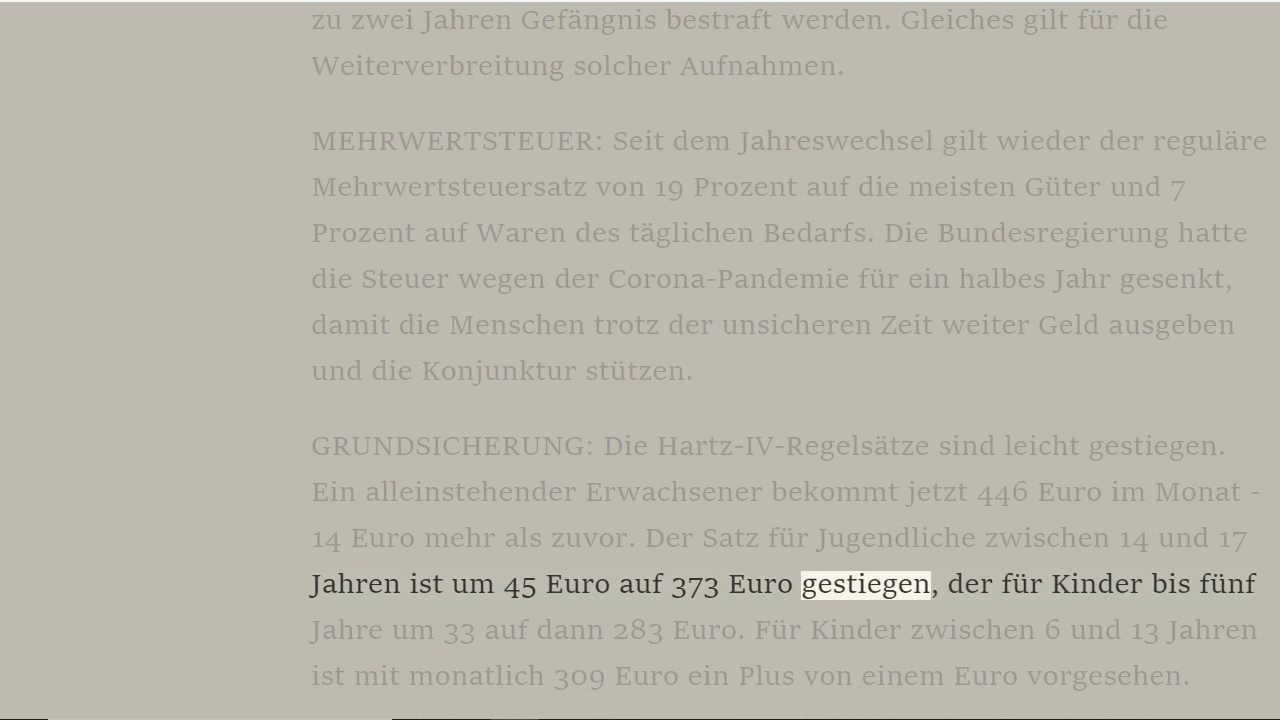 zu zwei Jahren Gefängnis bestraft werden. Gleiches gilt für die
Weiterverbreitung solcher Aufnahmen.
MEHRWERTSTEUER: Seit dem Jahreswechsel gilt wieder der reguläre
Mehrwertsteuersatz von 19 Prozent auf die meisten Güter und 7
Prozent auf Waren des täglichen Bedarfs. Die Bundesregierung hatte
die Steuer wegen der Corona-Pandemie für ein halbes Jahr gesenkt,
damit die Menschen trotz der unsicheren Zeit weiter Geld ausgeben
und die Konjunktur stützen.
GRUNDSICHERUNG: Die Hartz-IV-Regelsätze sind leicht gestiegen.
Ein alleinstehender Erwachsener bekommt jetzt 446 Euro im Monat -
14 Euro mehr als zuvor. Der Satz für Jugendliche zwischen 14 und 17
Jahren ist um 45 Euro auf 373 Euro gestiegen, der für Kinder bis fünf
Jahre um 33 auf dann 283 Euro. Für Kinder zwischen 6 und 13 Jahren
ist mit monatlich 309 Euro ein Plus von einem Euro vorgesehen.